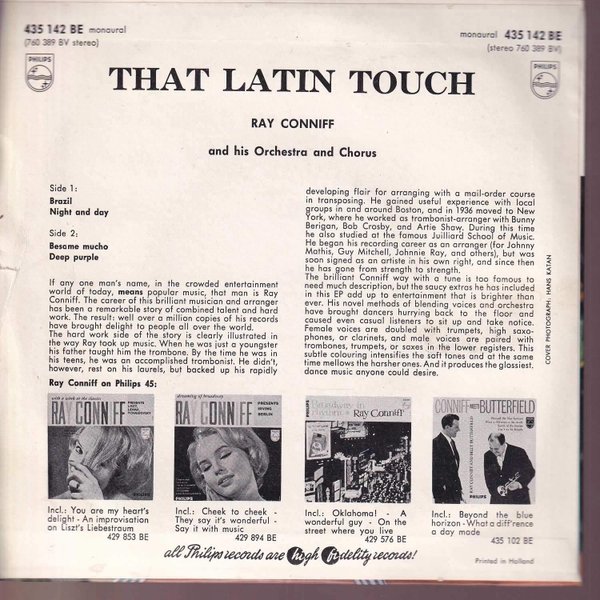 435 142 BE monaural
(760 389 BV stereo)
PHILIPS
monaural 435 142 BE
(stereo 760 389 BV)
PHILIPS
THAT LATIN TOUCH
RAY CONNIFF
and his Orchestra and Chorus
Side 1:
Brazil
Night and day
Side 2:
Besame mucho
Deep purple
If any one man's name, in the crowded entertainment
world of today, means popular music, that man is Ray
Conniff. The career of this brilliant musician and arranger
has been a remarkable story of combined talent and hard
work. The result: well over a million copies of his records
have brought delight to people all over the world.
The hard work side of the story is clearly illustrated in
the way Ray took up music. When he was just a youngster
his father taught him the trombone. By the time he was in
his teens, he was an accomplished trombonist. He didn't,
however, rest on his laurels, but backed up his rapidly
developing flair for arranging with a mail-order course
in transposing. He gained useful experience with local
groups in and around Boston, and in 1936 moved to New
York, where he worked as trombonist-arranger with Bunny
Berigan, Bob Crosby, and Artie Shaw. During this time
he also studied at the famous Juilliard School of Music.
He began his recording career as an arranger (for Johnny
Mathis, Guy Mitchell, Johnnie Ray, and others), but was
soon signed as an artiste in his own right, and since then
he has gone from strength to strength.
The brilliant Conniff way with a tune is too famous to
need much description, but the saucy extras he has included
in this EP add up to entertainment that is brighter than
ever. His novel methods of blending voices and orchestra
have brought dancers hurrying back to the floor and
caused even casual listeners to sit up and take notice.
Female voices are doubled with trumpets, high saxo-
phones, or clarinets, and male voices are paired with
trombones, trumpets, or saxes in the lower registers. This
subtle colouring intensifies the soft tones and at the same
time mellows the harsher ones. And it produces the glossiest,
dance music anyone could desire.
COVER PHOTOGRAPH: HANS KATAN
Ray Conniff on Philips 45:
RAY CONNIFF
RAY CONNIFF
PRESENTS
IRVING
BERLIN
Broadway in
rhythm
Ray Conniff
CONNIFF MEETS BUTTERFIELD
PHILIPS
Incl.: You are my heart's
delight - An improvisation
on Liszt's Liebestraum
429 853 BE
Incl.: Cheek to cheek -
They say it's wonderful -
Say it with music
429 894 BE
Incl.: Oklahoma! - A
wonderful guy - On the
street where you live
429 576 BE
Incl.: Beyond the blue
horizon - What a diff'rence
a day made
435 102 BE
all Philips records are high fidelity records!
Printed in Holland